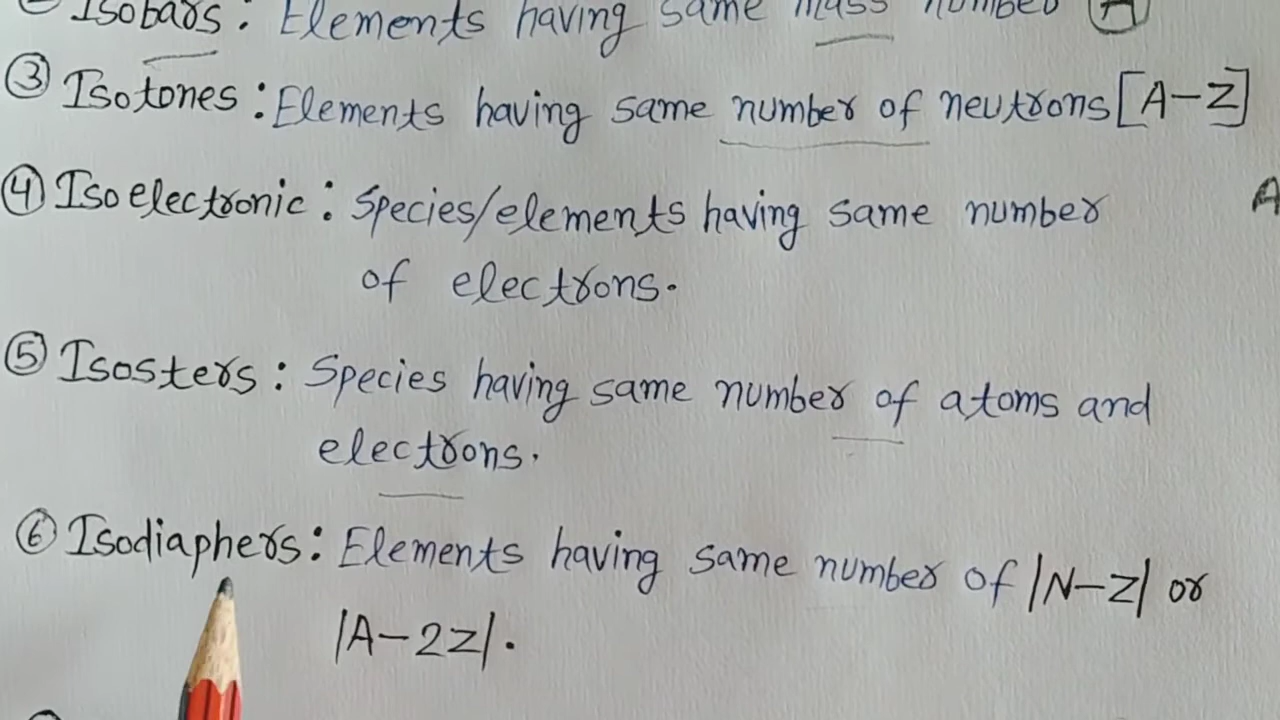 ② Isobars : Elements having same mass number Ⓐ
③ Isotones : Elements having same number of neutrons [A-Z]
④ Isoelectronic : Species/elements having same number
of electrons.
A
⑤ Isosters : Species having same number of atoms and
electrons.
⑥ Isodiaphers : Elements having same number of |N-Z| or
|A-2Z|.